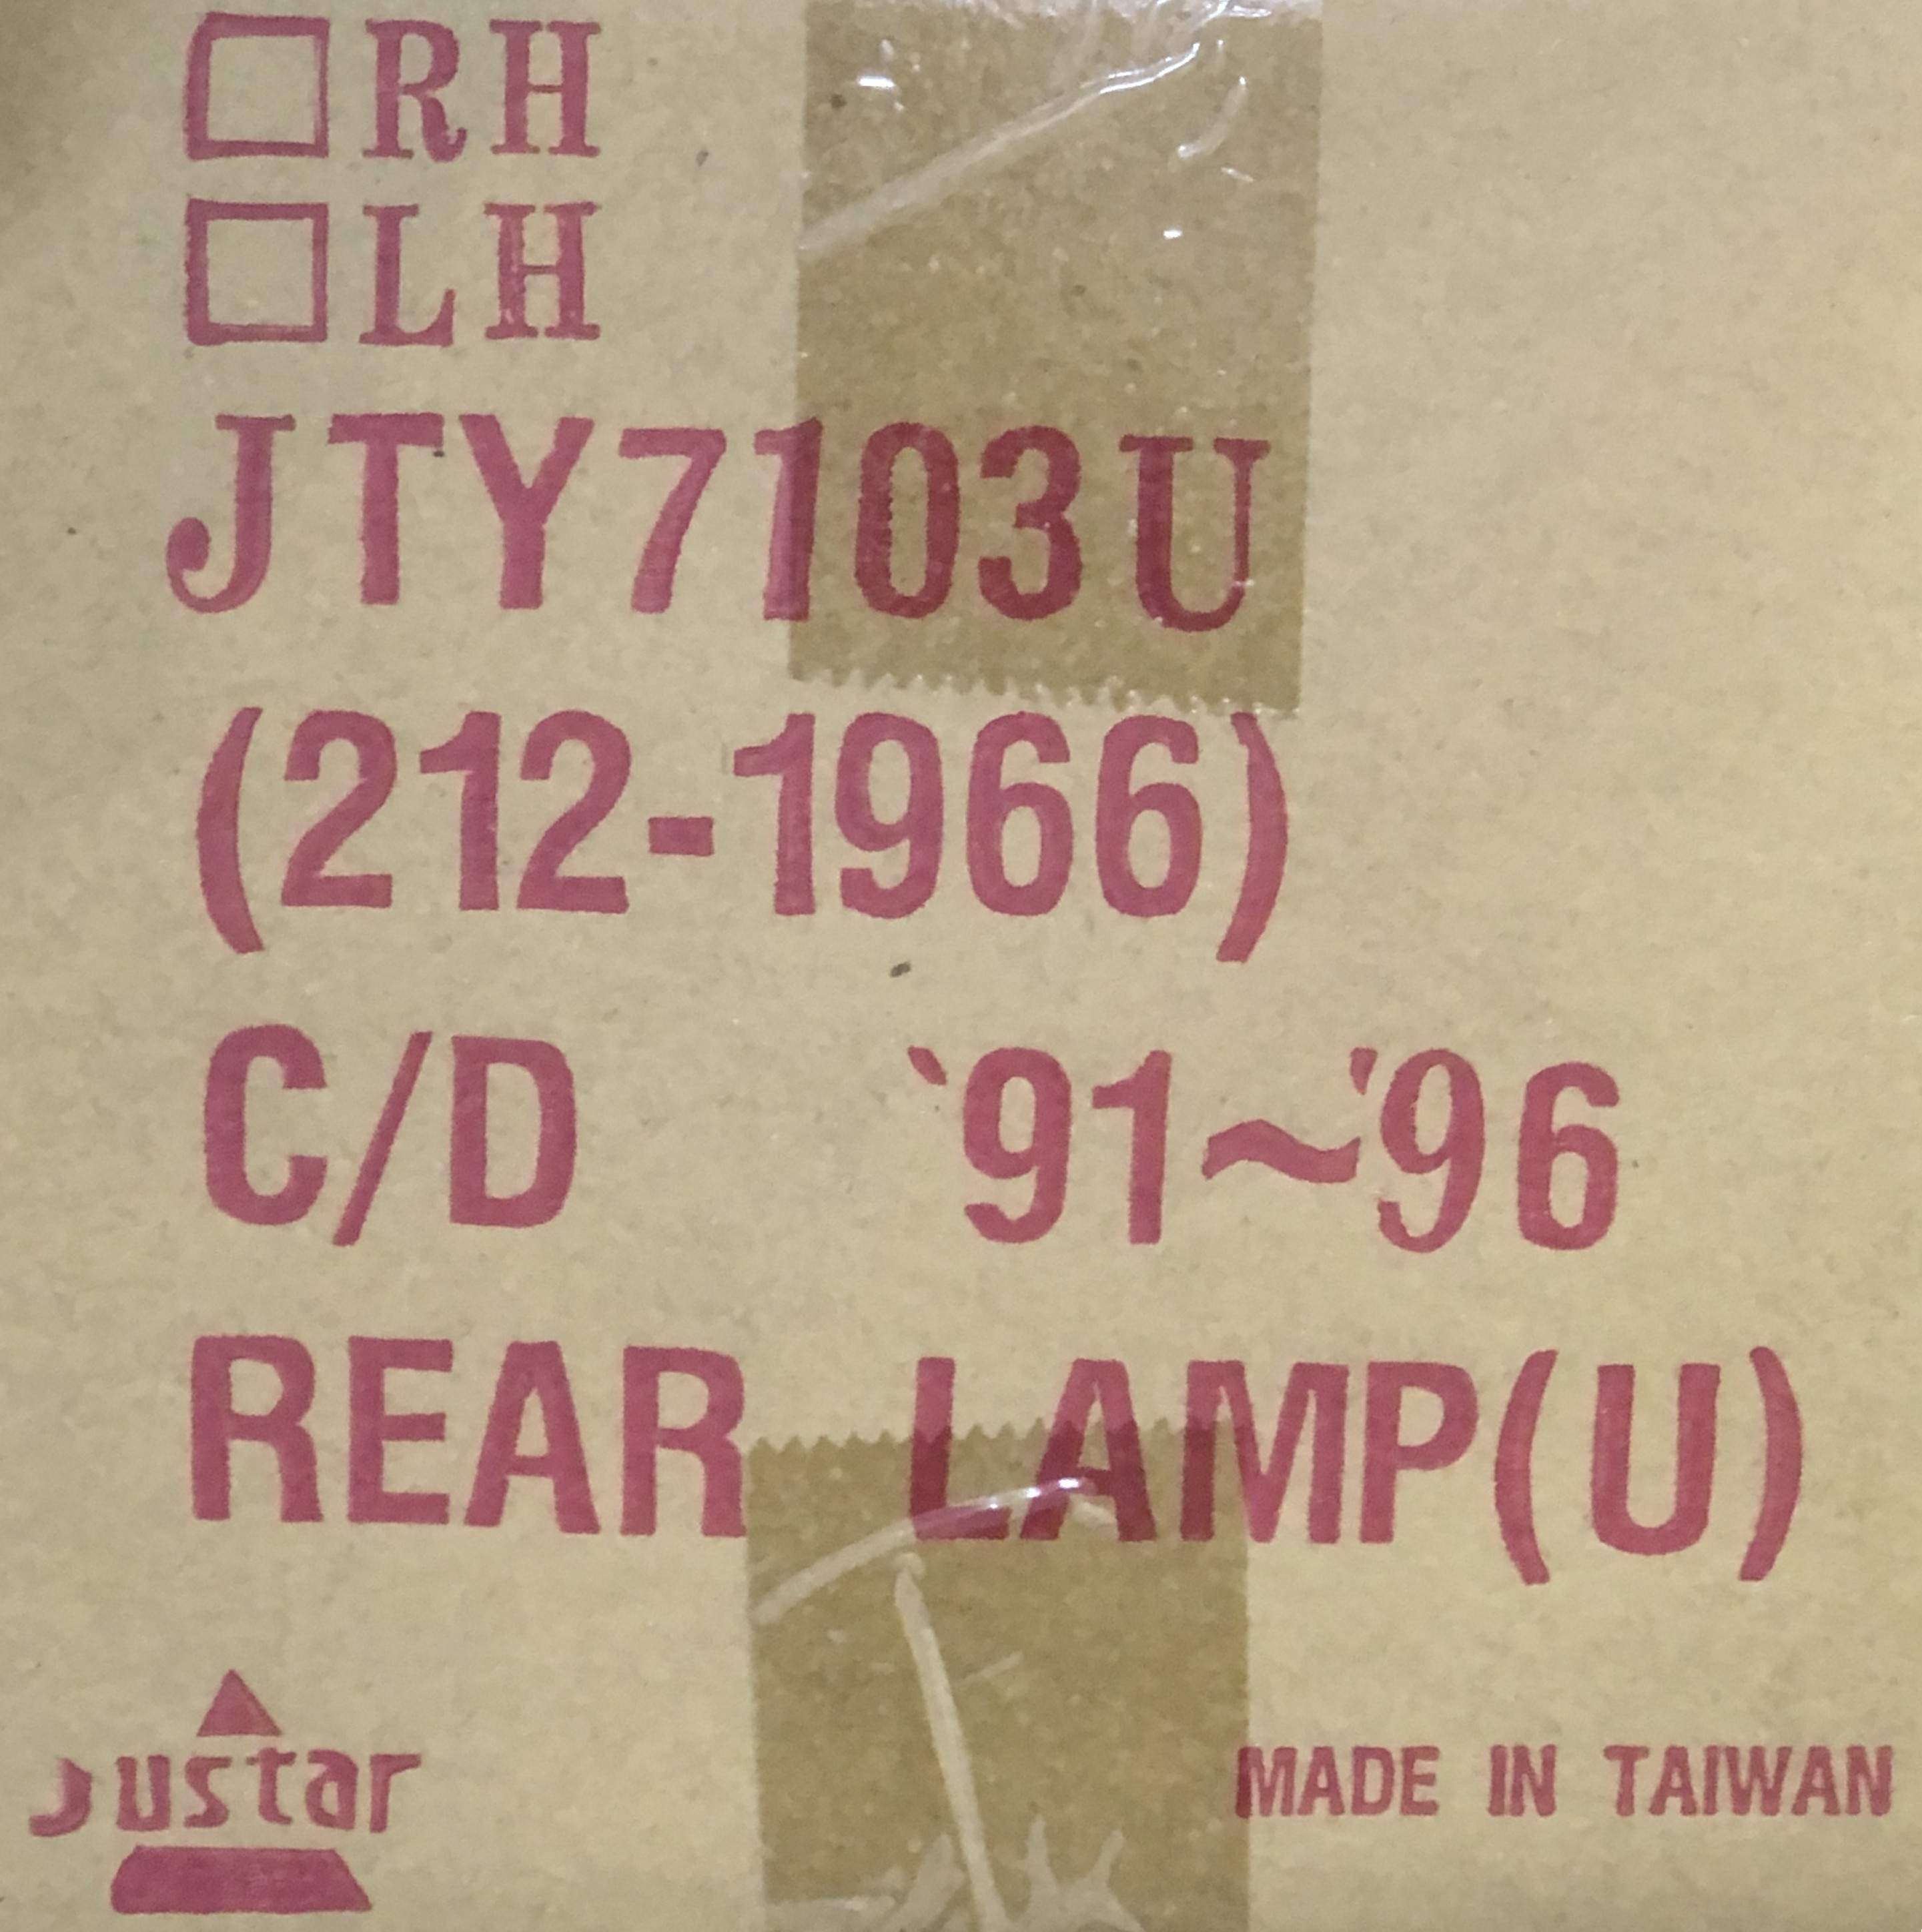 □RH
□LH
JTY7103U
(212-1966)
C/D `91~'96
REAR LAMP(U)
Justar
MADE IN TAIWAN